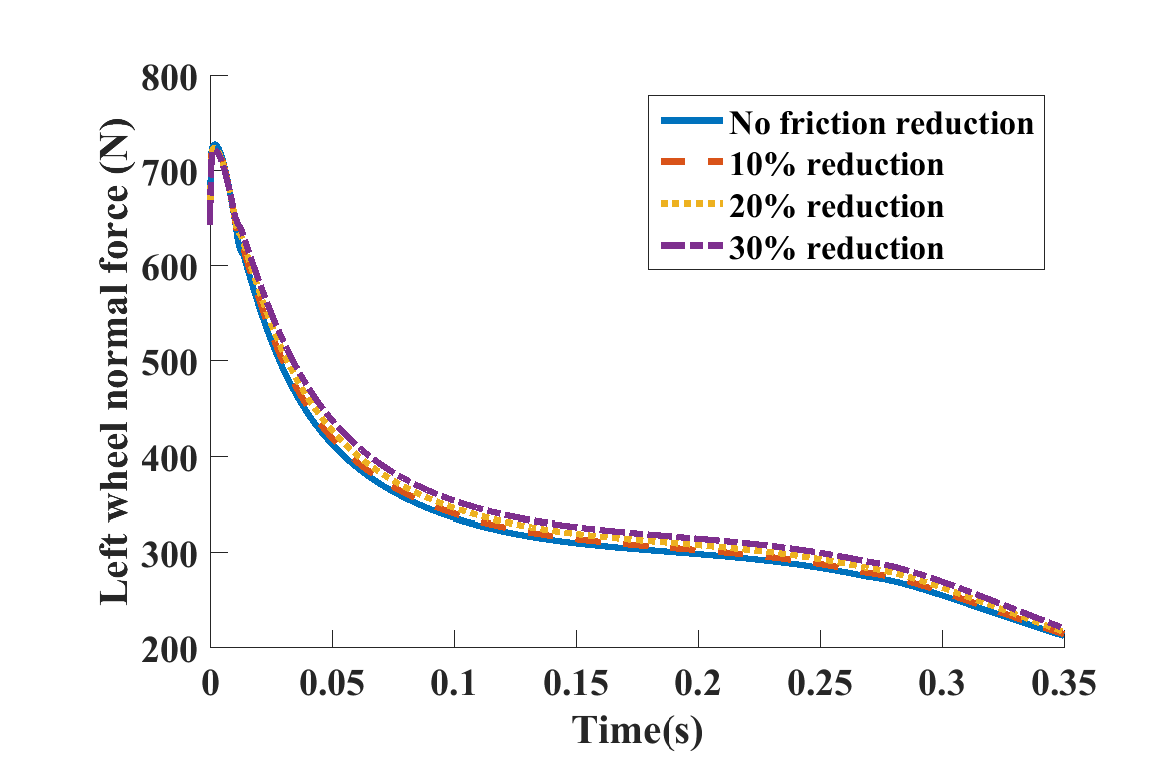 800
700
600
500
400
300
200
Left wheel normal force (N)
No friction reduction
10% reduction
20% reduction
30% reduction
0 0.05 0.1 0.15 0.2 0.25 0.3 0.35
Time(s)